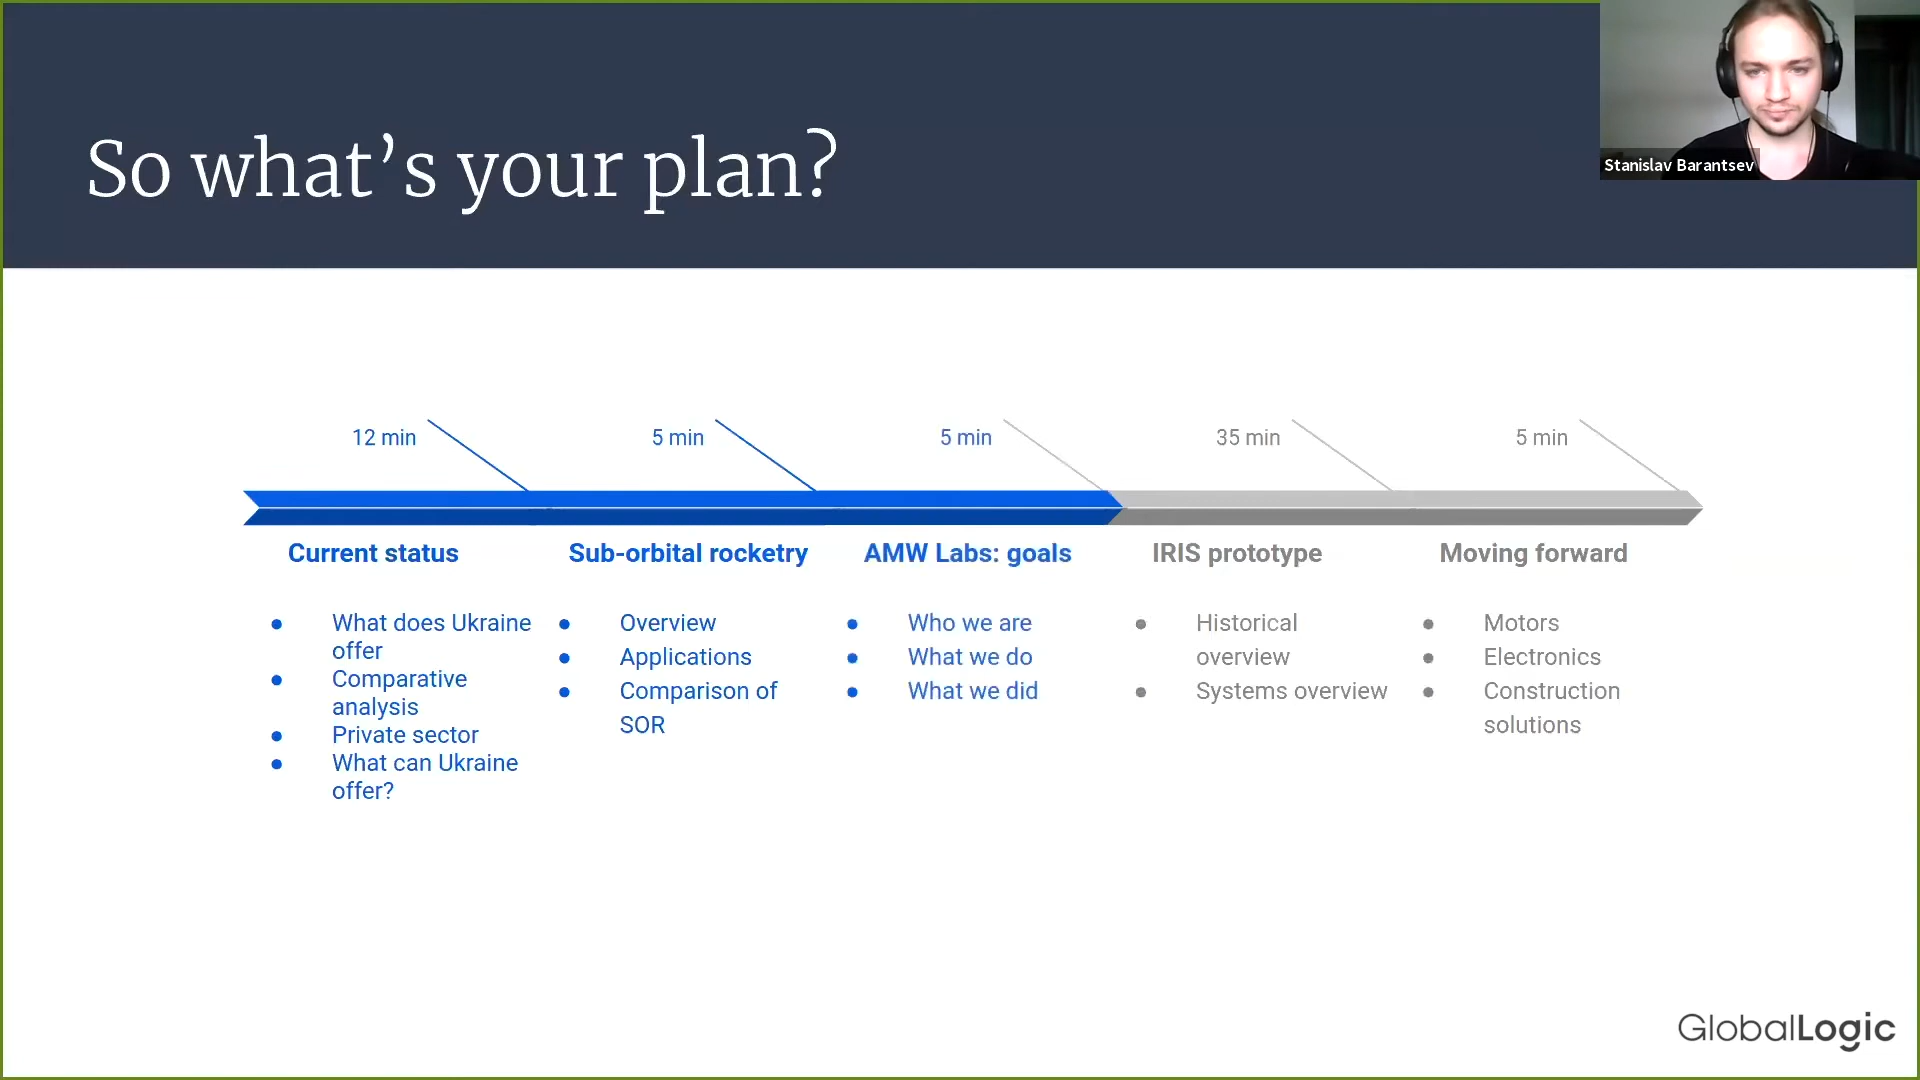 So what’s your plan?
Stanislav Barantsev
12 min
5 min
5 min
35 min
5 min
Current status
What does Ukraine
offer
Comparative
analysis
Private sector
What can Ukraine
offer?
Sub-orbital rocketry
Overview
Applications
Comparison of
SOR
AMW Labs: goals
Who we are
What we do
What we did
IRIS prototype
Historical
overview
Systems overview
Moving forward
Motors
Electronics
Construction
solutions
GlobalLogic